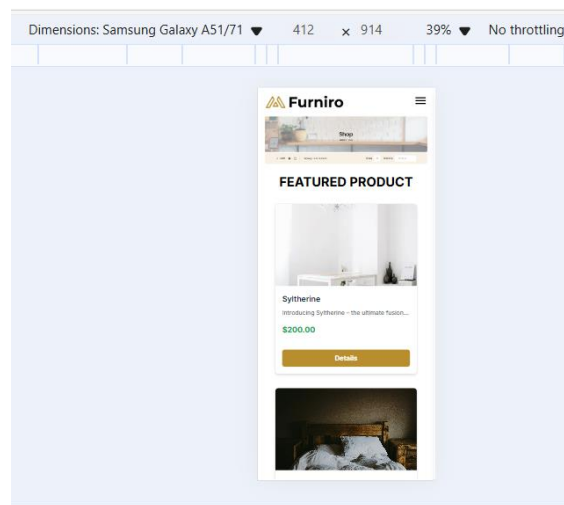 Dimensions: Samsung Galaxy A51/71 ▼ 412 x 914 39% ▼ No throttling
Furniro
Shop
FEATURED PRODUCT
Syltherine
Introducing Syltherine – the ultimate fusion...
$200.00
Details